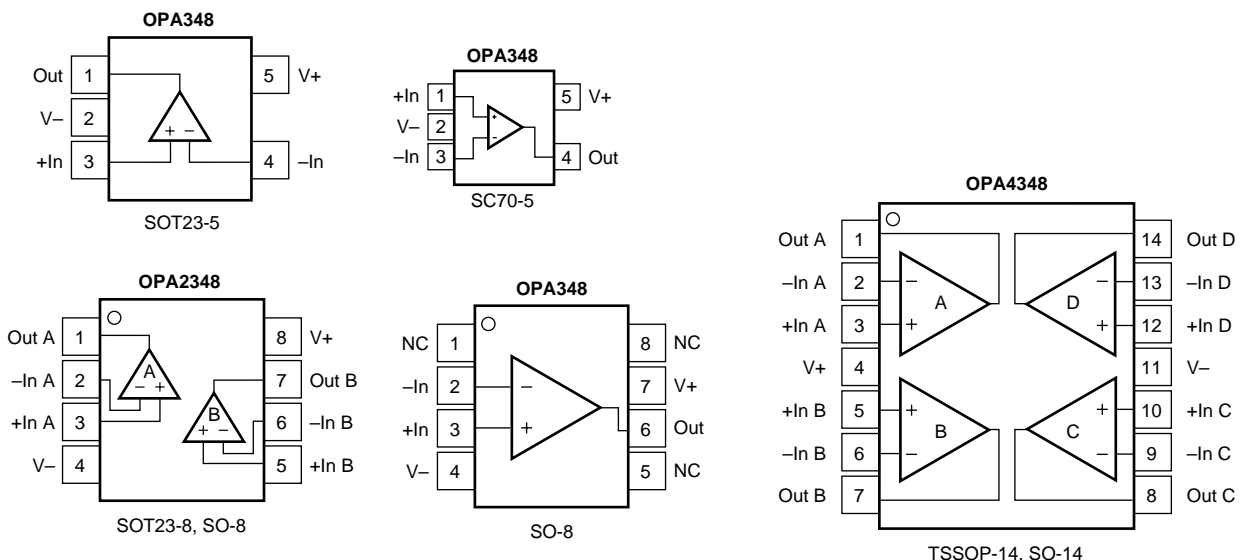 OPA348
Out 1
5 V+
V– 2
+In 3
4 –In
+ –
SOT23-5
OPA348
+In 1
5 V+
V– 2
–In 3
4 Out
+
-
SC70-5
OPA2348
Out A 1
8 V+
–In A 2
7 Out B
+In A 3
6 –In B
V– 4
5 +In B
A
– +
B
+ –
SOT23-8, SO-8
OPA348
NC 1
8 NC
–In 2
7 V+
+In 3
6 Out
V– 4
5 NC
–
+
SO-8
OPA4348
Out A 1
14 Out D
–In A 2
13 –In D
+In A 3
12 +In D
V+ 4
11 V–
+In B 5
10 +In C
–In B 6
9 –In C
Out B 7
8 Out C
– –
A D
+ +
+ +
B C
– –
TSSOP-14, SO-14